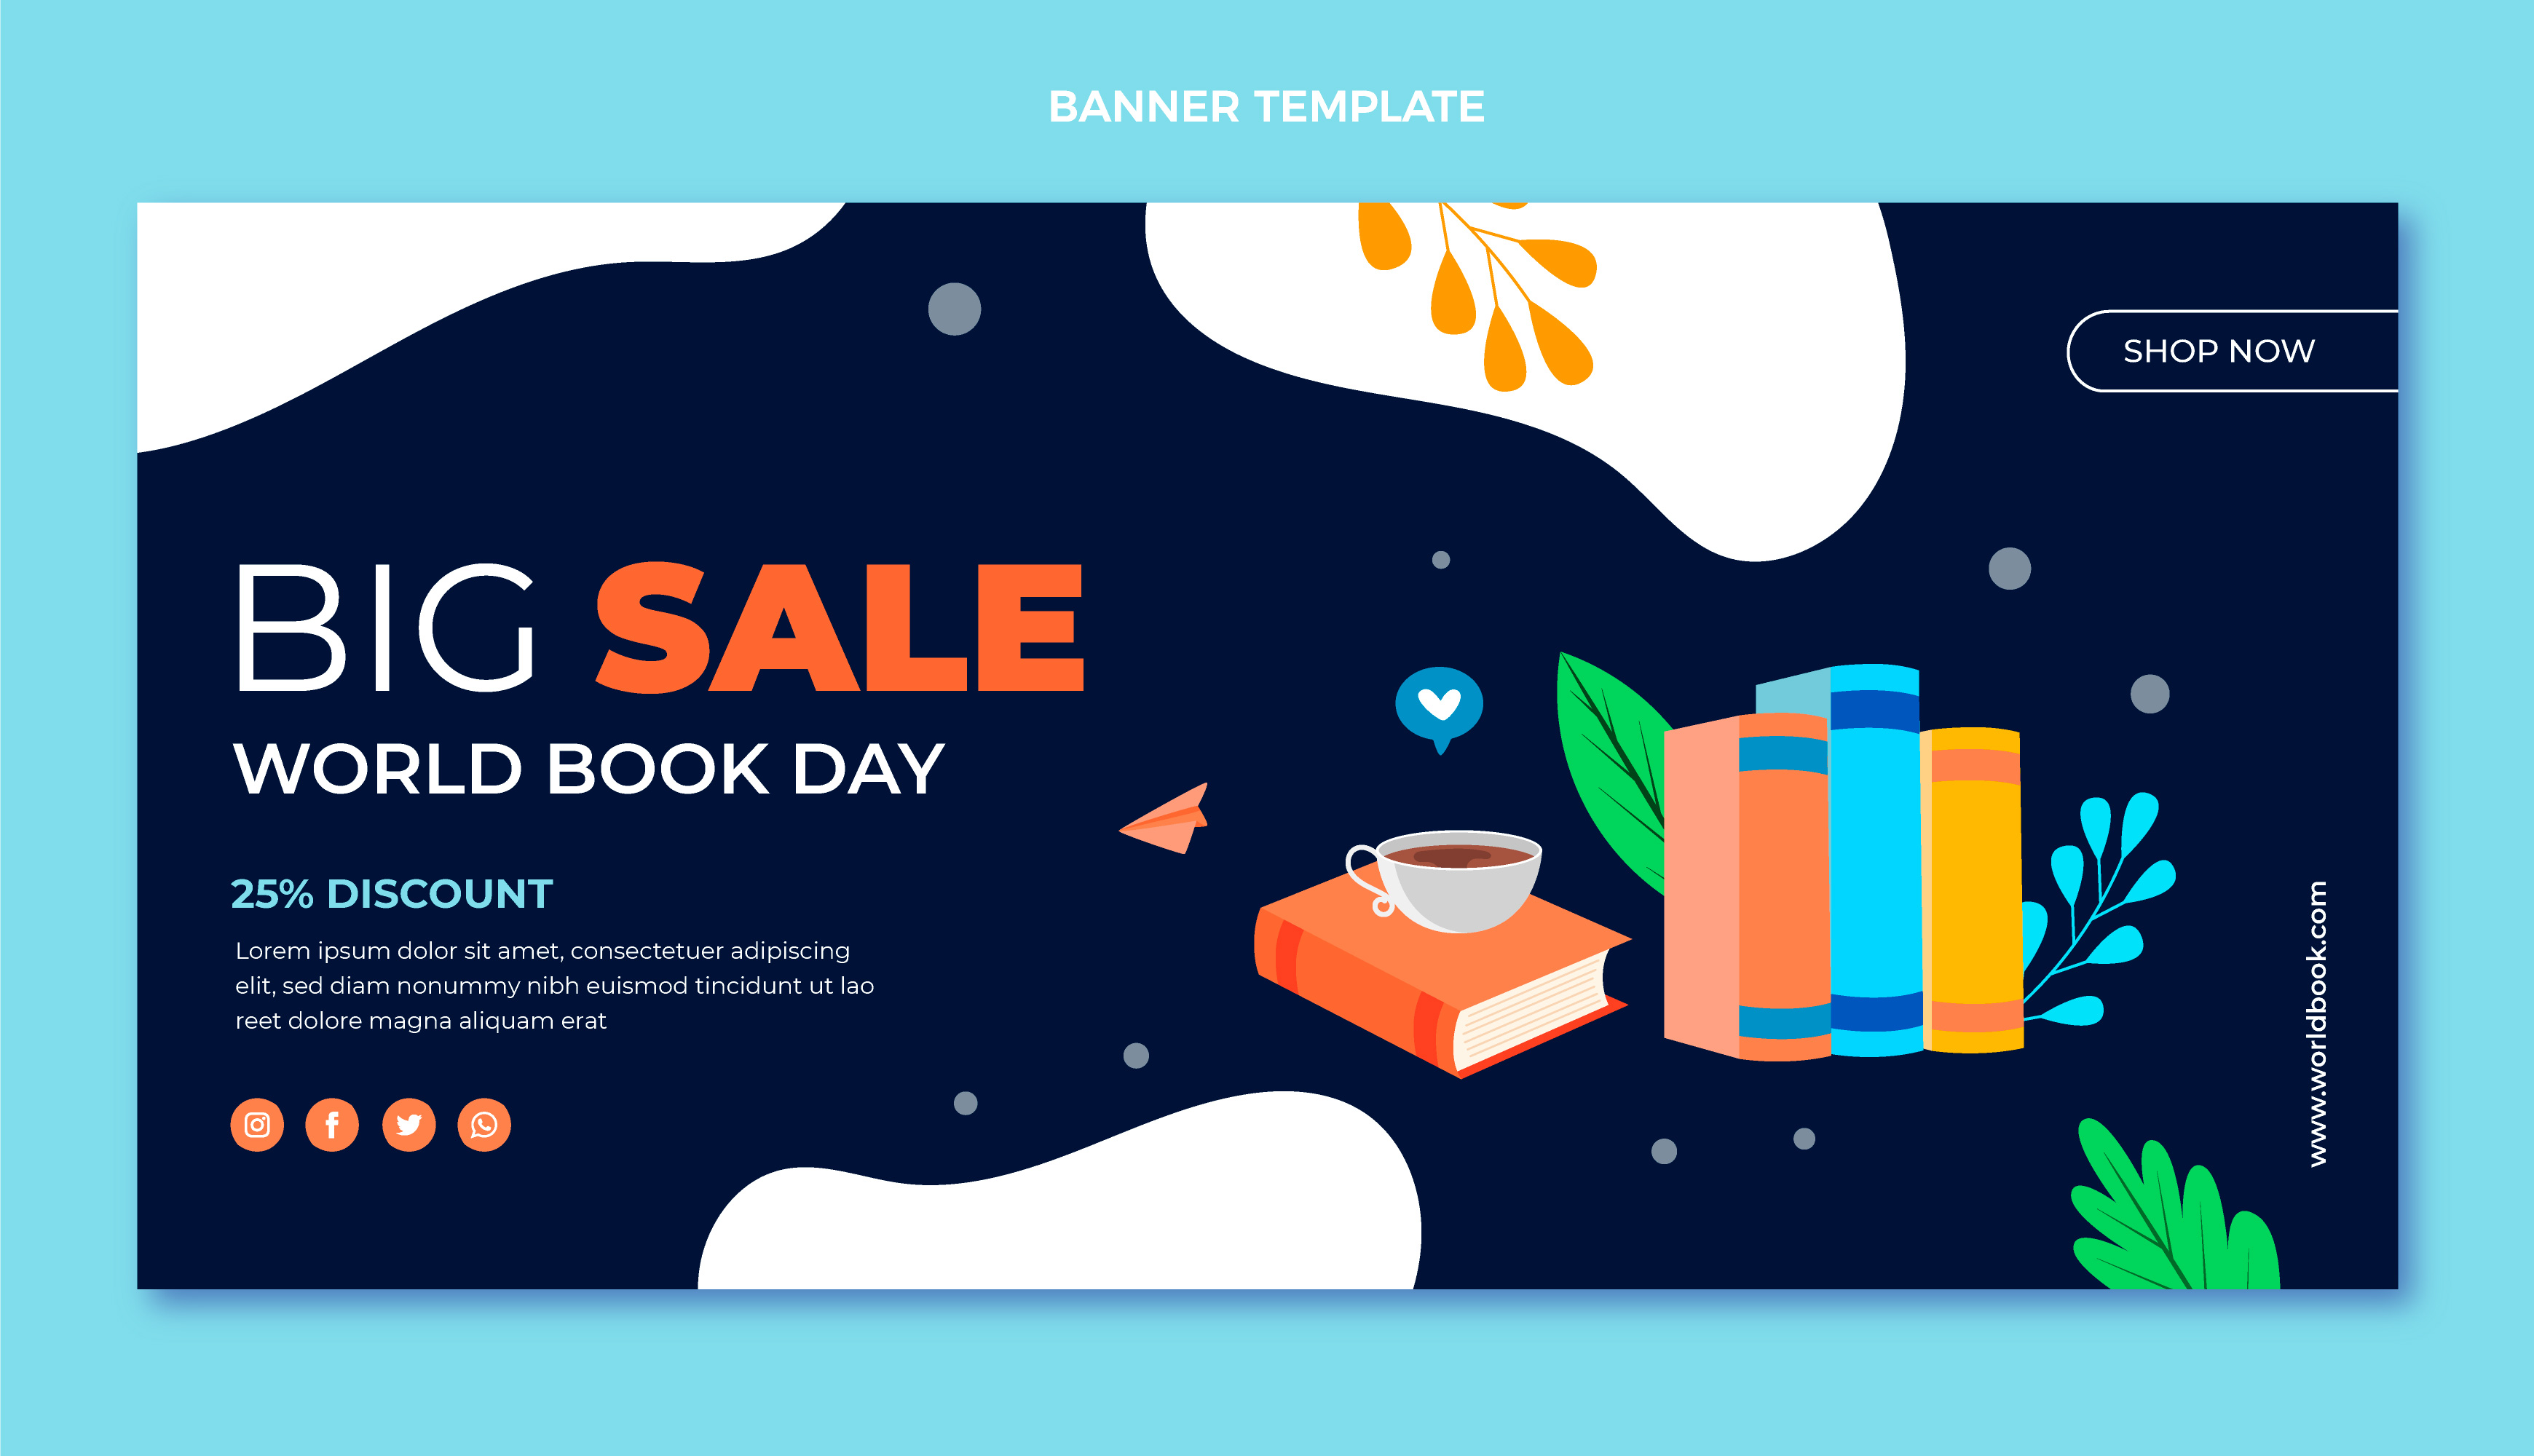 BANNER TEMPLATE
SHOP NOW
BIG SALE
WORLD BOOK DAY
25% DISCOUNT
Lorem ipsum dolor sit amet, consectetuer adipiscing
elit, sed diam nonummy nibh euismod tincidunt ut lao
reet dolore magna aliquam erat
www.worldbook.com